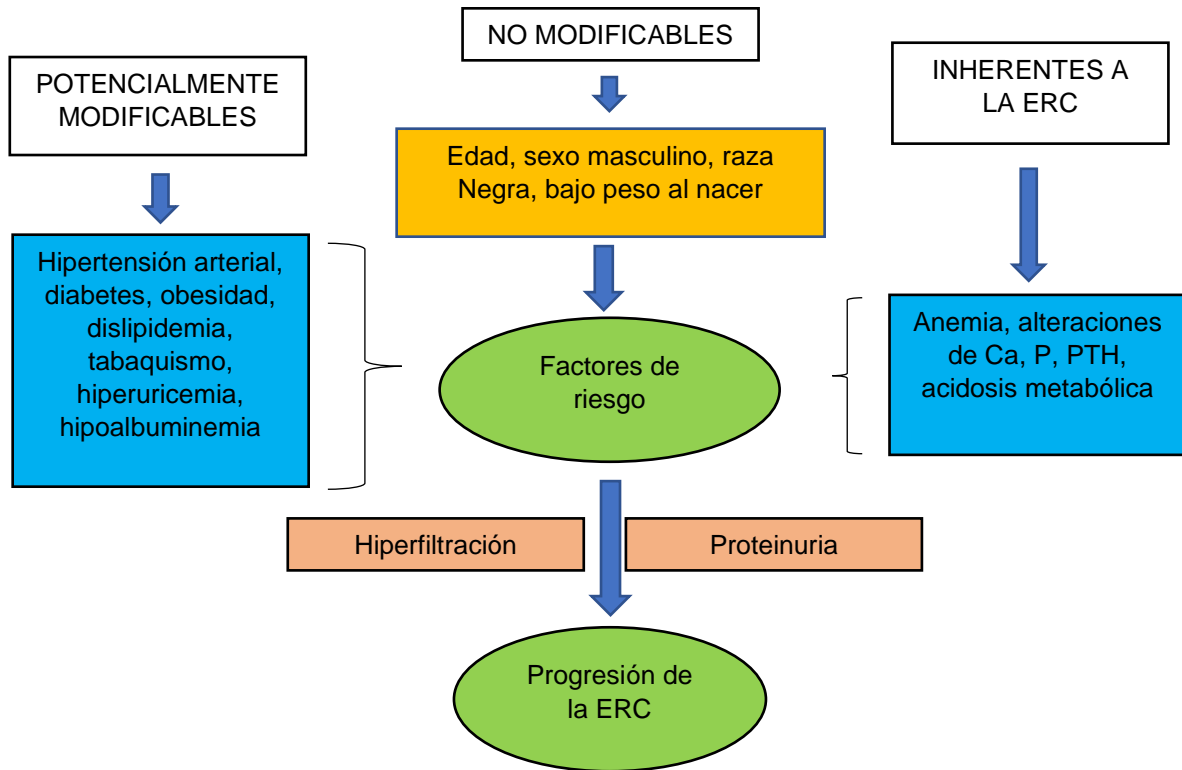 NO MODIFICABLES
POTENCIALMENTE
MODIFICABLES
INHERENTES A
LA ERC
Edad, sexo masculino, raza
Negra, bajo peso al nacer
Hipertensión arterial,
diabetes, obesidad,
dislipidemia,
tabaquismo,
hiperuricemia,
hipoalbuminemia
Factores de
riesgo
Anemia, alteraciones
de Ca, P, PTH,
acidosis metabólica
Hiperfiltración
Proteinuria
Progresión de
la ERC